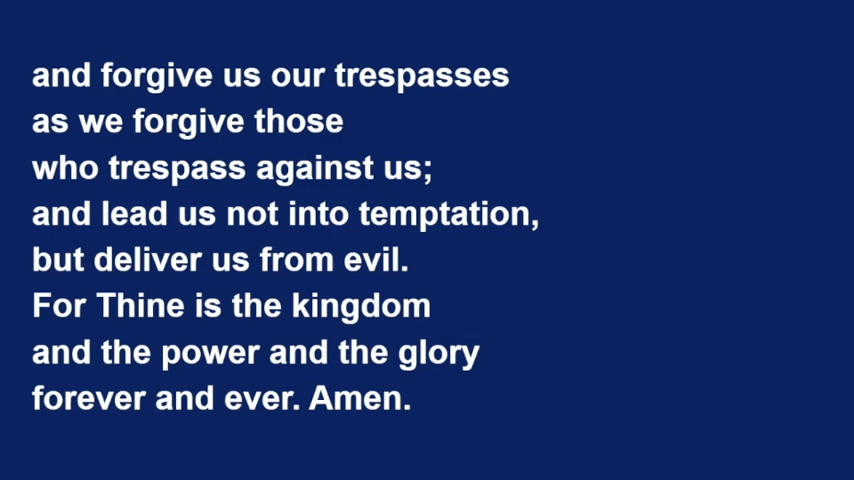 and forgive us our trespasses
as we forgive those
who trespass against us;
and lead us not into temptation,
but deliver us from evil.
For Thine is the kingdom
and the power and the glory
forever and ever. Amen.